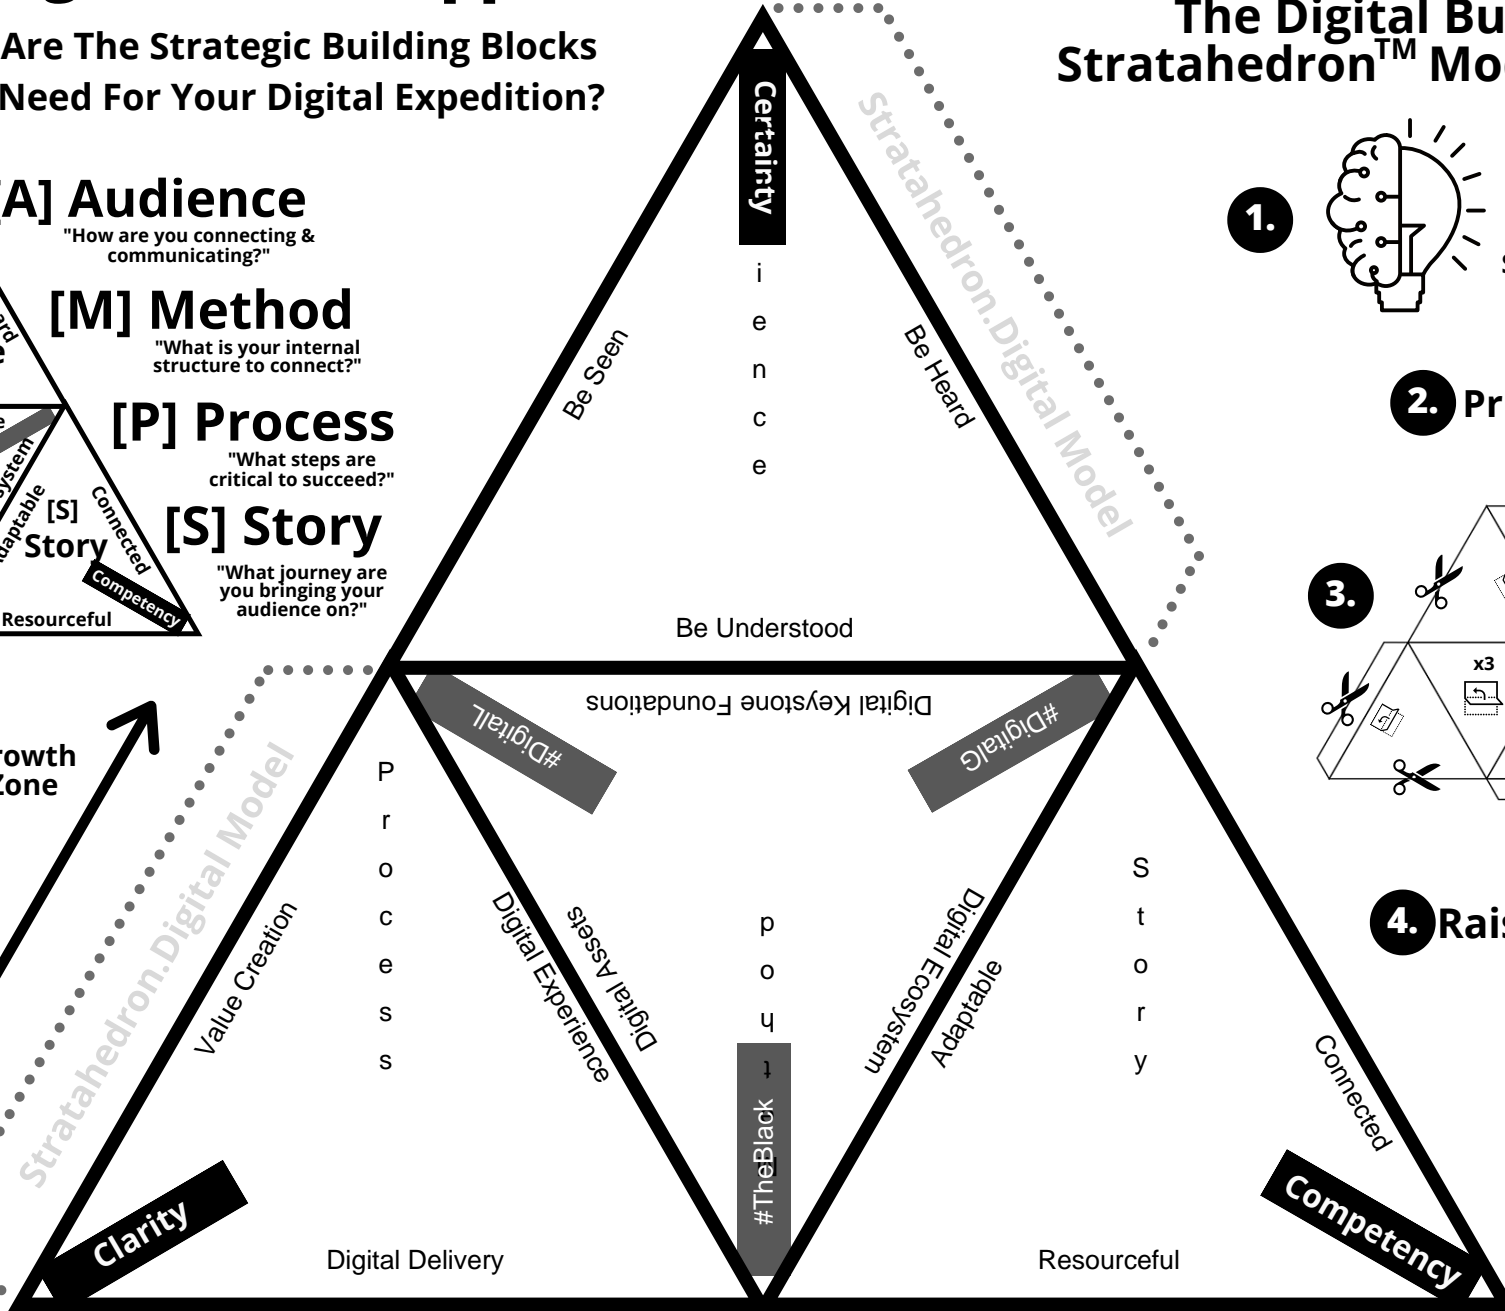 Are The Strategic Building Blocks
Need For Your Digital Expedition?
[A] Audience
"How are you connecting &
communicating?"
[M] Method
"What is your internal
structure to connect?"
[P] Process
"What steps are
critical to succeed?"
[S] Story
"What journey are
you bringing your
audience on?"
[S]
Story
Connected
Competency
Resourceful
Certainty
i
e
n
c
e
Be Seen
Be Heard
Be Understood
Stratahedron.Digital Model
The Digital Bu
Stratahedron™ Mo
1.
2. Pr
3.
x3
4. Rais
rowth
Zone
Stratahedron.Digital Model
Digital Keystone Foundations
#DigitalL
#DigitalG
P
r
o
c
e
s
s
Value Creation
Digital Experience
Digital Assets
Digital Ecosystem
Adaptable
d
o
h
t
#TheBlack
S
t
o
r
y
Connected
Clarity
Digital Delivery
Resourceful
Competency